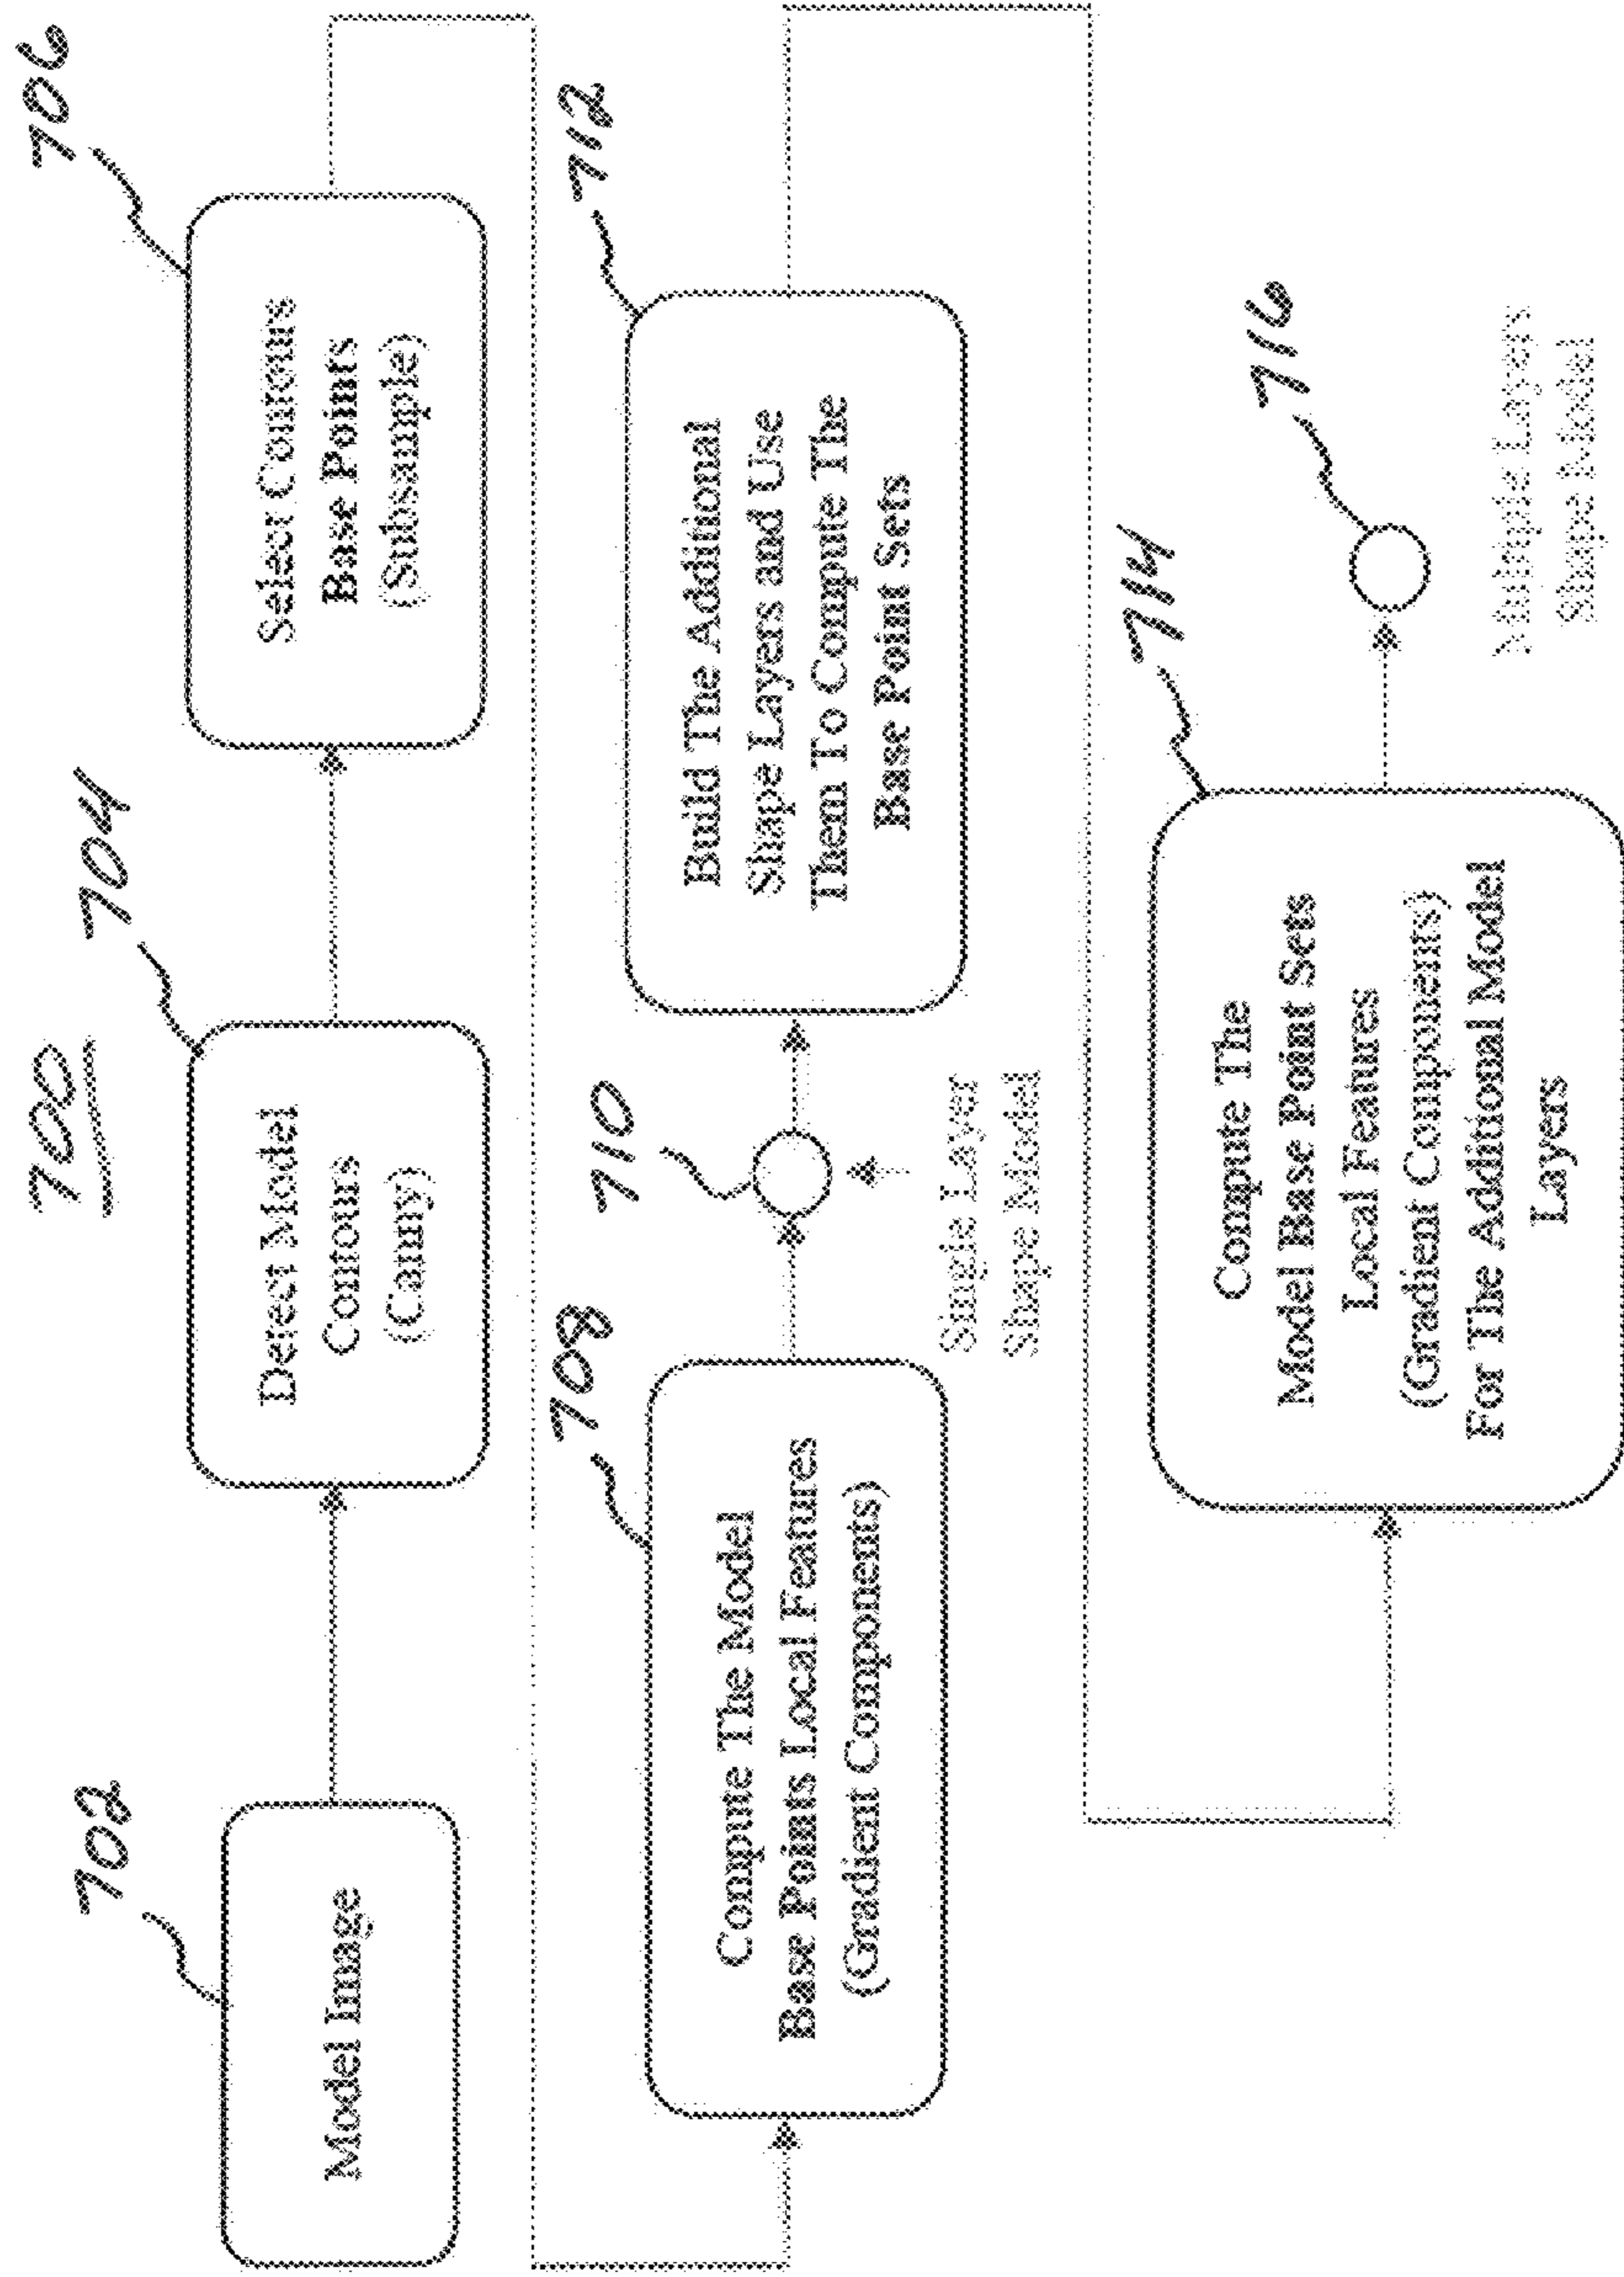 700
702
Model Image
704
Detect Model
Contours
(Canny)
706
Select Contours
Base Points
(Subsample)
708
Compute The Model
Base Points Local Features
(Gradient Components)
710
Single Layer
Shape Model
712
Build The Additional
Shape Layers and Use
Them To Compute The
Base Point Sets
714
Compute The
Model Base Point Sets
Local Features
(Gradient Components)
For The Additional Model
Layers
716
Multiple Layers
Shape Model